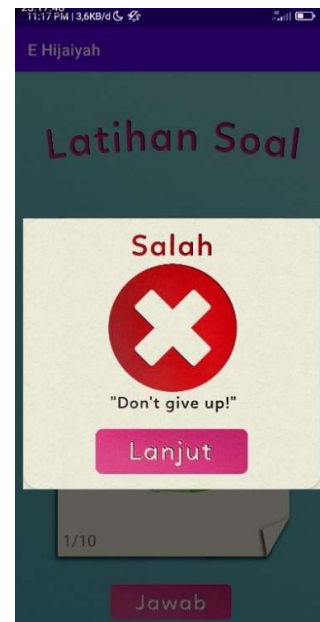 11:17 PM | 3,6KB/d
E Hijaiyah
Latihan Soal
Salah
"Don't give up!"
Lanjut
1/10
Jawab